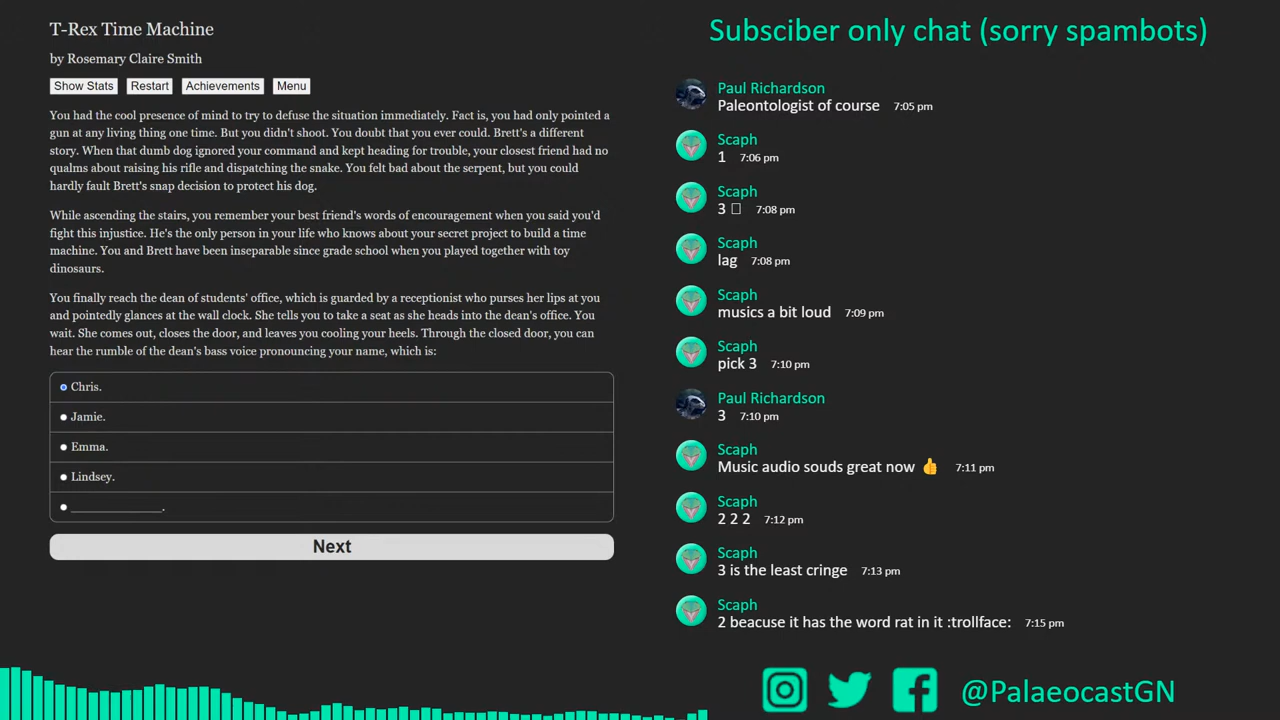 T-Rex Time Machine
by Rosemary Claire Smith
Show Stats Restart Achievements Menu
You had the cool presence of mind to try to defuse the situation immediately. Fact is, you had only pointed a
gun at any living thing one time. But you didn't shoot. You doubt that you ever could. Brett's a different
story. When that dumb dog ignored your command and kept heading for trouble, your closest friend had no
qualms about raising his rifle and dispatching the snake. You felt bad about the serpent, but you could
hardly fault Brett's snap decision to protect his dog.
While ascending the stairs, you remember your best friend's words of encouragement when you said you'd
fight this injustice. He's the only person in your life who knows about your secret project to build a time
machine. You and Brett have been inseparable since grade school when you played together with toy
dinosaurs.
You finally reach the dean of students' office, which is guarded by a receptionist who purses her lips at you
and pointedly glances at the wall clock. She tells you to take a seat as she heads into the dean's office. You
wait. She comes out, closes the door, and leaves you cooling your heels. Through the closed door, you can
hear the rumble of the dean's bass voice pronouncing your name, which is:
Chris.
Jamie.
Emma.
Lindsey.
____________.
Next
Subsciber only chat (sorry spambots)
Paul Richardson
Paleontologist of course 7:05 pm
Scaph
1 7:06 pm
Scaph
3 7:08 pm
Scaph
lag 7:08 pm
Scaph
musics a bit loud 7:09 pm
Scaph
pick 3 7:10 pm
Paul Richardson
3 7:10 pm
Scaph
Music audio souds great now 👍 7:11 pm
Scaph
2 2 2 7:12 pm
Scaph
3 is the least cringe 7:13 pm
Scaph
2 beacuse it has the word rat in it :trollface: 7:15 pm
@PalaeocastGN